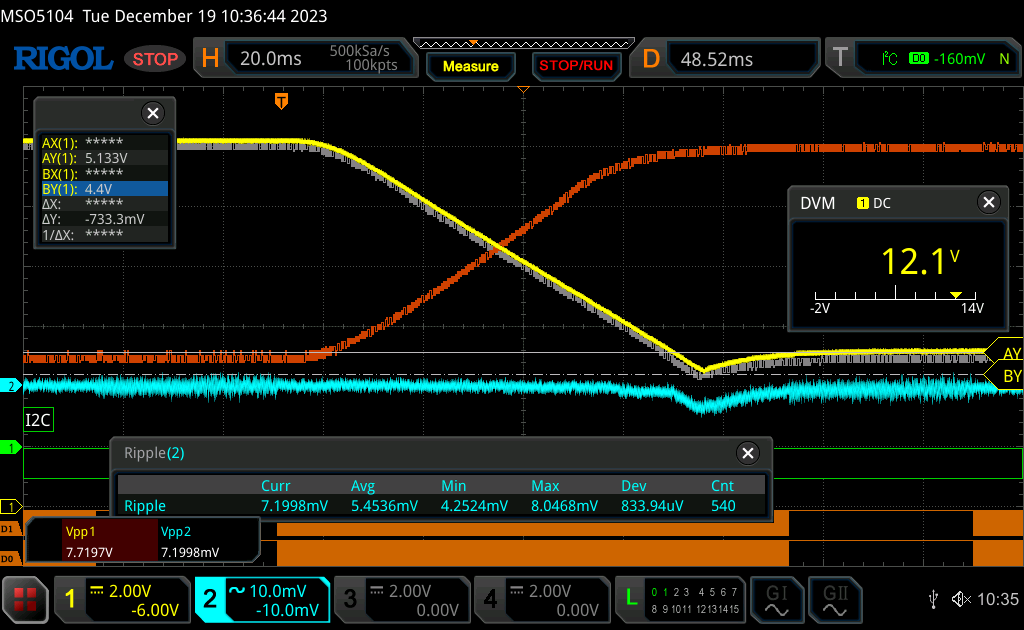 MSO5104 Tue December 19 10:36:44 2023
RIGOL STOP H 20.0ms 500kSa/s 100kpts Measure STOP/RUN D 48.52ms T I²C D0 -160mV N
T
AX(1): *****
AY(1): 5.133V
BX(1): *****
BY(1): 4.4V
ΔX: *****
ΔY: -733.3mV
1/ΔX: *****
DVM 1 DC
12.1V
-2V 14V
AY
BY
2
I2C
1
Ripple(2)
Curr Avg Min Max Dev Cnt
Ripple 7.1998mV 5.4536mV 4.2524mV 8.0468mV 833.94uV 540
1
D1
Vpp1 Vpp2
7.7197V 7.1998mV
D0
1 2.00V -6.00V
2 10.0mV -10.0mV
3 2.00V 0.00V
4 2.00V 0.00V
L 0 1 2 3 4 5 6 7
8 9 10 11 12 13 14 15
GI GII
10:35